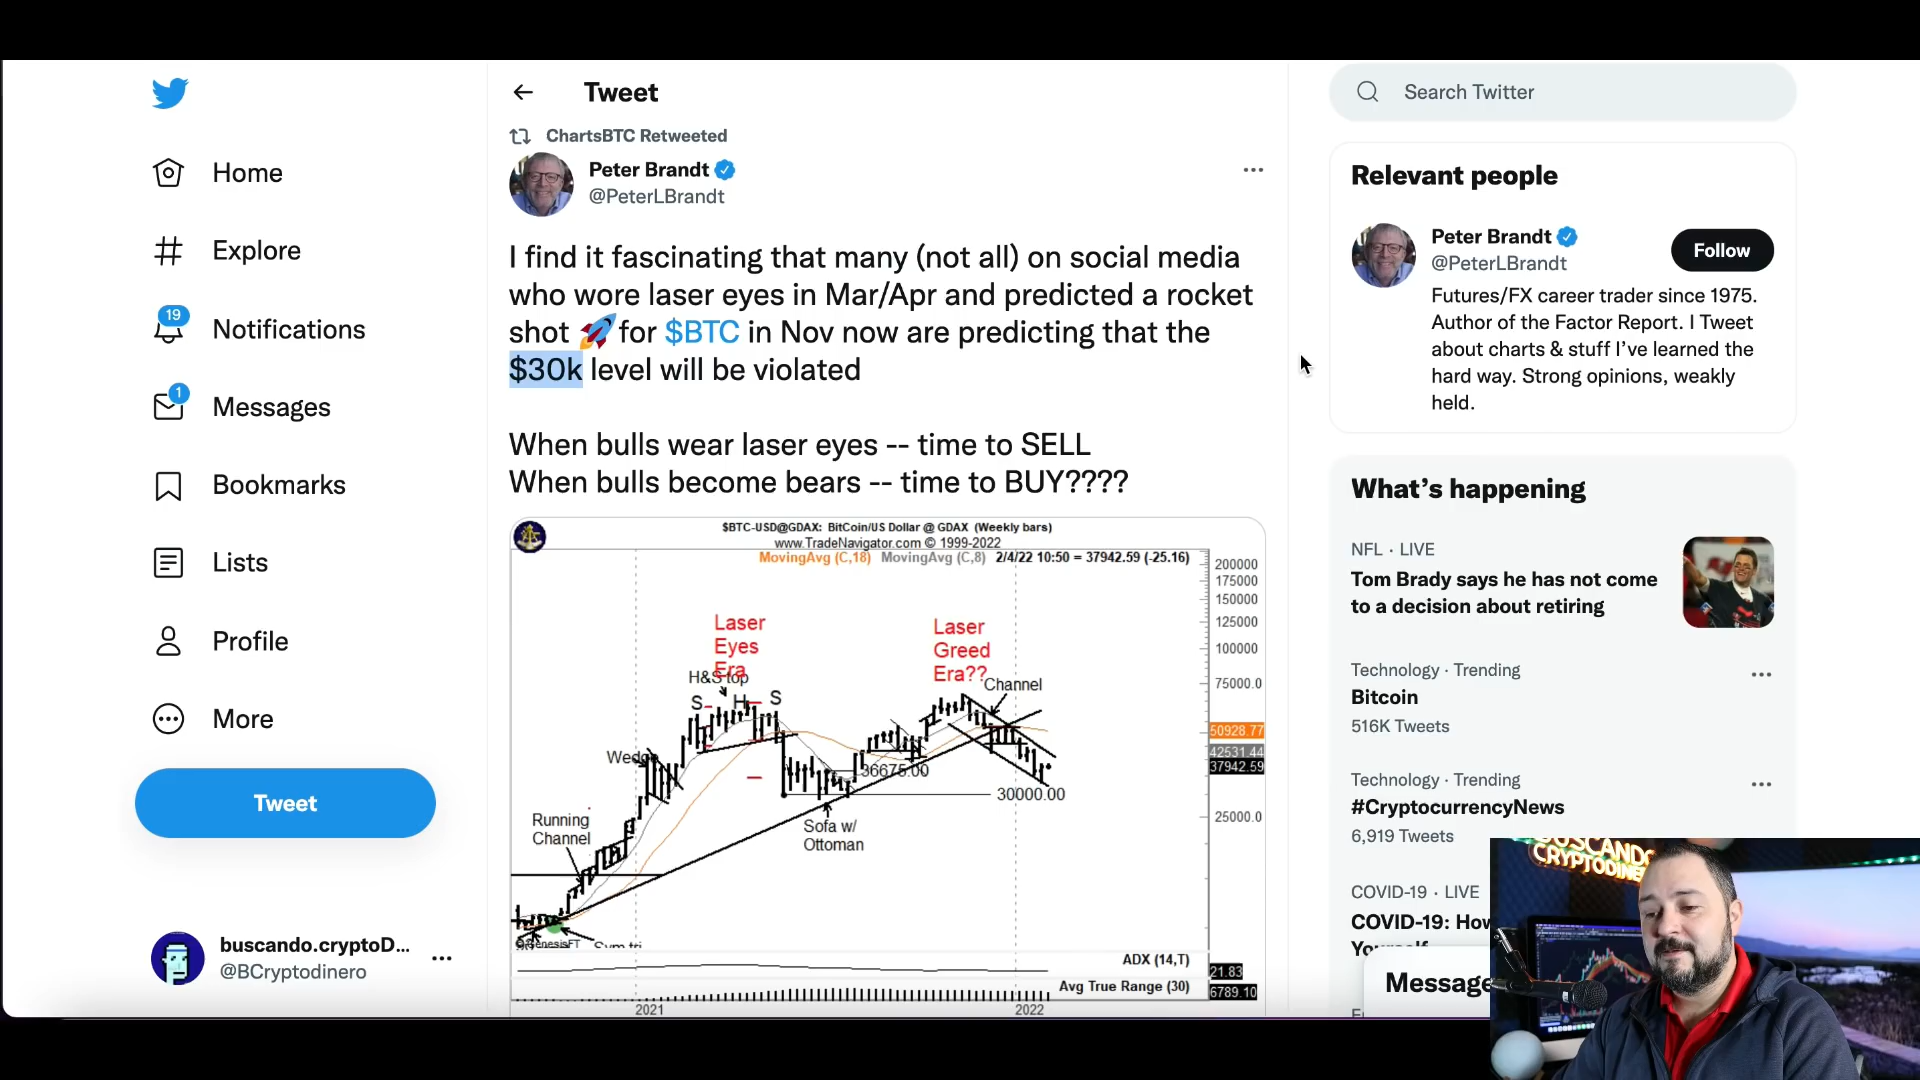 Home
Explore
19
Notifications
1
Messages
Bookmarks
Lists
Profile
More
Tweet
buscando.cryptoD...
@BCryptodinero
Tweet
ChartsBTC Retweeted
Peter Brandt
@PeterLBrandt
I find it fascinating that many (not all) on social media
who wore laser eyes in Mar/Apr and predicted a rocket
shot 🚀 for $BTC in Nov now are predicting that the
$30k level will be violated
When bulls wear laser eyes -- time to SELL
When bulls become bears -- time to BUY????
$BTC-USD@GDAX: BitCoin/US Dollar @ GDAX (Weekly bars)
www.TradeNavigator.com © 1999-2022
MovingAvg (C,18) MovingAvg (C,8) 2/4/22 10:50 = 37942.59 (-25.16)
Laser
Eyes
Era
H&S top
S H S
Laser
Greed
Era??
Channel
Wedge
36675.00
30000.00
Running
Channel
Sofa w/
Ottoman
Sym tri
200000
175000
150000
125000
100000
75000.0
50928.77
42531.44
37942.59
25000.0
ADX (14,T)
21.83
Avg True Range (30)
6789.10
2021 2022
Search Twitter
Relevant people
Peter Brandt
@PeterLBrandt
Follow
Futures/FX career trader since 1975.
Author of the Factor Report. I Tweet
about charts & stuff I've learned the
hard way. Strong opinions, weakly
held.
What's happening
NFL · LIVE
Tom Brady says he has not come
to a decision about retiring
Technology · Trending
Bitcoin
516K Tweets
Technology · Trending
#CryptocurrencyNews
6,919 Tweets
COVID-19 · LIVE
COVID-19: How
Yourself
Message
BUSCANDO
CRYPTODINE